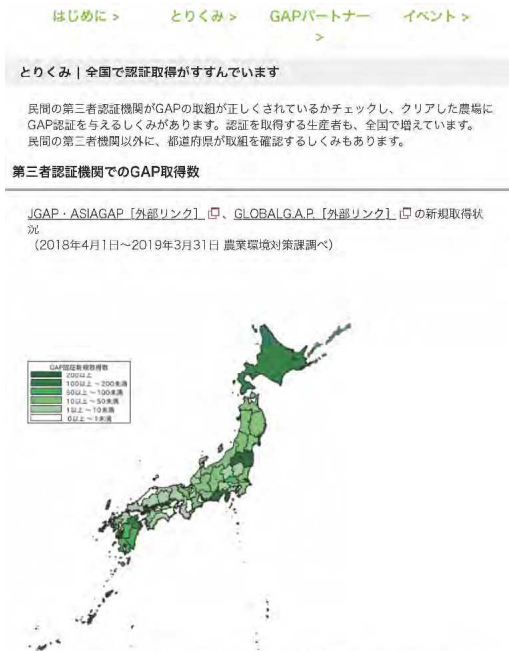 はじめに >
とりくみ >
GAPパートナー >
イベント >
とりくみ | 全国で認証取得がすすんでいます
民間の第三者認証機関がGAPの取組が正しくされているかチェックし、クリアした農場に
GAP認証を与えるしくみがあります。認証を取得する生産者も、全国で増えています。
民間の第三者機関以外に、都道府県が取組を確認するしくみもあります。
第三者認証機関でのGAP取得数
JGAP・ASIAGAP［外部リンク］、GLOBALG.A.P.［外部リンク］の新規取得状
況
（2018年4月1日～2019年3月31日 農業環境対策課調べ）
GAP認証新規取得数
200以上
100以上～200未満
50以上～100未満
10以上～50未満
1以上～10未満
0以上～1未満